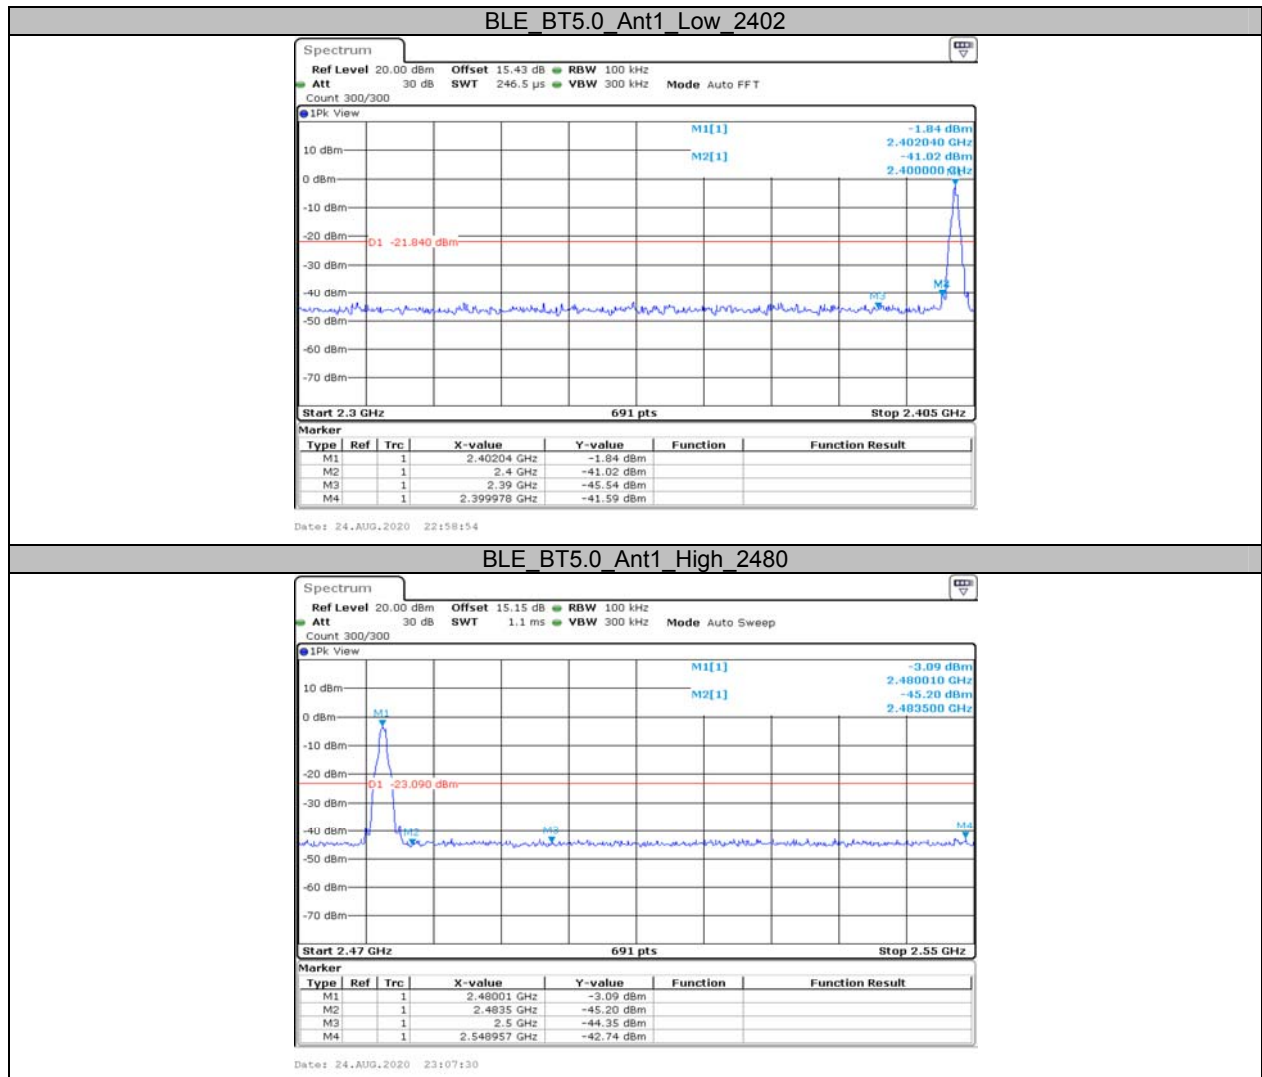 BLE_BT5.0_Ant1_Low_2402
Spectrum
Ref Level 20.00 dBm Offset 15.43 dB RBW 100 kHz
Att 30 dB SWT 246.5 µs VBW 300 kHz Mode Auto FFT
Count 300/300
1Pk View
M1[1] -1.84 dBm
2.402040 GHz
10 dBm
M2[1] -41.02 dBm
2.400000 GHz
M1
0 dBm
-10 dBm
-20 dBm
D1 -21.840 dBm
-30 dBm
M3
-40 dBm
-50 dBm
-60 dBm
-70 dBm
Start 2.3 GHz 691 pts Stop 2.405 GHz
Marker
Type Ref Trc X-value Y-value Function Function Result
M1 1 2.40204 GHz -1.84 dBm
M2 1 2.4 GHz -41.02 dBm
M3 1 2.39 GHz -45.54 dBm
M4 1 2.399978 GHz -41.59 dBm
Date: 24.AUG.2020 22:58:54
BLE_BT5.0_Ant1_High_2480
Spectrum
Ref Level 20.00 dBm Offset 15.15 dB RBW 100 kHz
Att 30 dB SWT 1.1 ms VBW 300 kHz Mode Auto Sweep
Count 300/300
1Pk View
M1[1] -3.09 dBm
2.480010 GHz
10 dBm
M2[1] -45.20 dBm
2.483500 GHz
M1
0 dBm
-10 dBm
-20 dBm
D1 -23.090 dBm
-30 dBm
-40 dBm M2 M3 M4
-50 dBm
-60 dBm
-70 dBm
Start 2.47 GHz 691 pts Stop 2.55 GHz
Marker
Type Ref Trc X-value Y-value Function Function Result
M1 1 2.48001 GHz -3.09 dBm
M2 1 2.4835 GHz -45.20 dBm
M3 1 2.5 GHz -44.35 dBm
M4 1 2.548957 GHz -42.74 dBm
Date: 24.AUG.2020 23:07:30